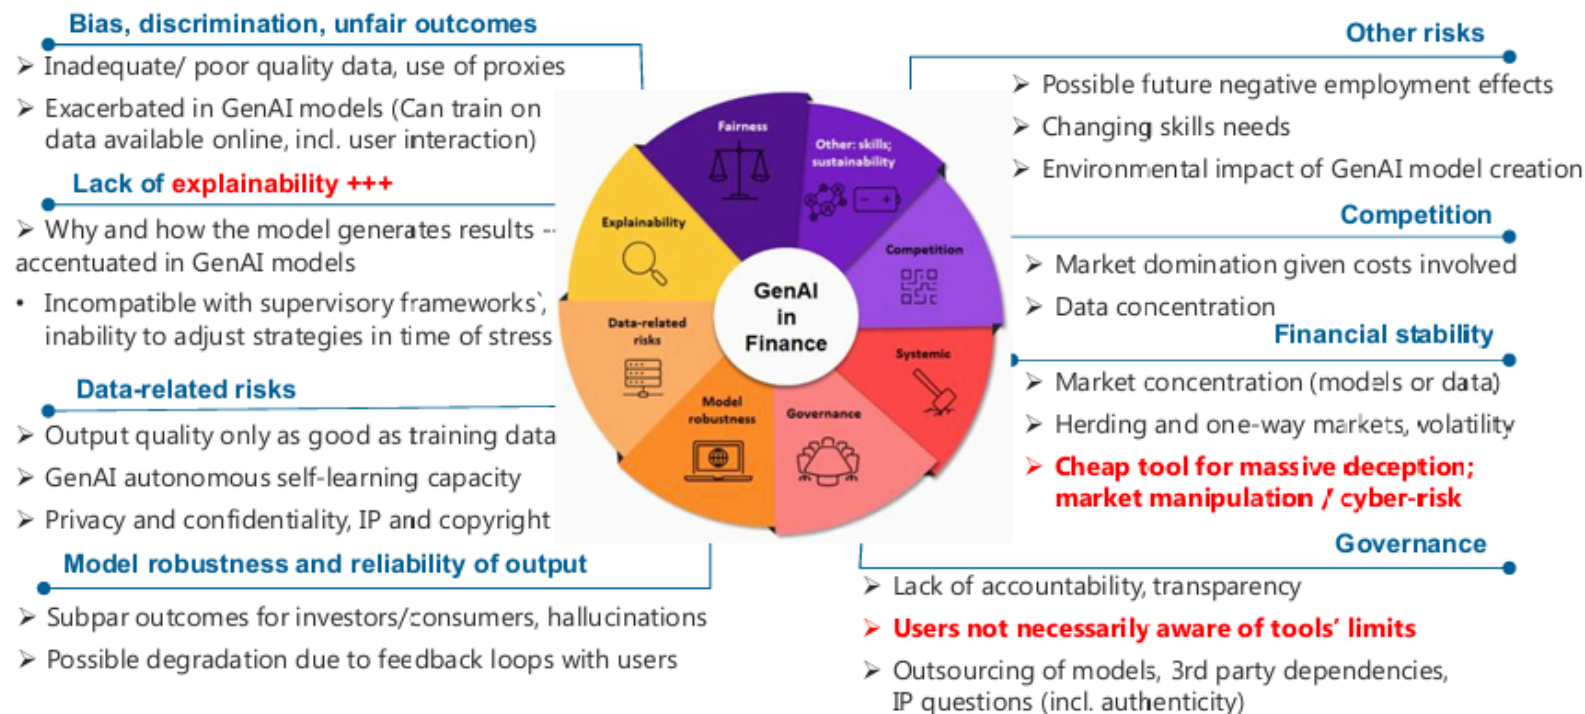 Bias, discrimination, unfair outcomes
➢ Inadequate/ poor quality data, use of proxies
➢ Exacerbated in GenAI models (Can train on
data available online, incl. user interaction)
Lack of explainability +++
➢ Why and how the model generates results --
accentuated in GenAI models
• Incompatible with supervisory frameworks`,
inability to adjust strategies in time of stress
Data-related risks
➢ Output quality only as good as training data
➢ GenAI autonomous self-learning capacity
➢ Privacy and confidentiality, IP and copyright
Model robustness and reliability of output
➢ Subpar outcomes for investors/consumers, hallucinations
➢ Possible degradation due to feedback loops with users
Fairness
Other: skills;
sustainability
Explainability
Competition
GenAI
in
Finance
Data-related
risks
Systemic
Model
robustness
Governance
Other risks
➢ Possible future negative employment effects
➢ Changing skills needs
➢ Environmental impact of GenAI model creation
Competition
➢ Market domination given costs involved
➢ Data concentration
Financial stability
➢ Market concentration (models or data)
➢ Herding and one-way markets, volatility
➢ Cheap tool for massive deception;
market manipulation / cyber-risk
Governance
➢ Lack of accountability, transparency
➢ Users not necessarily aware of tools’ limits
➢ Outsourcing of models, 3rd party dependencies,
IP questions (incl. authenticity)